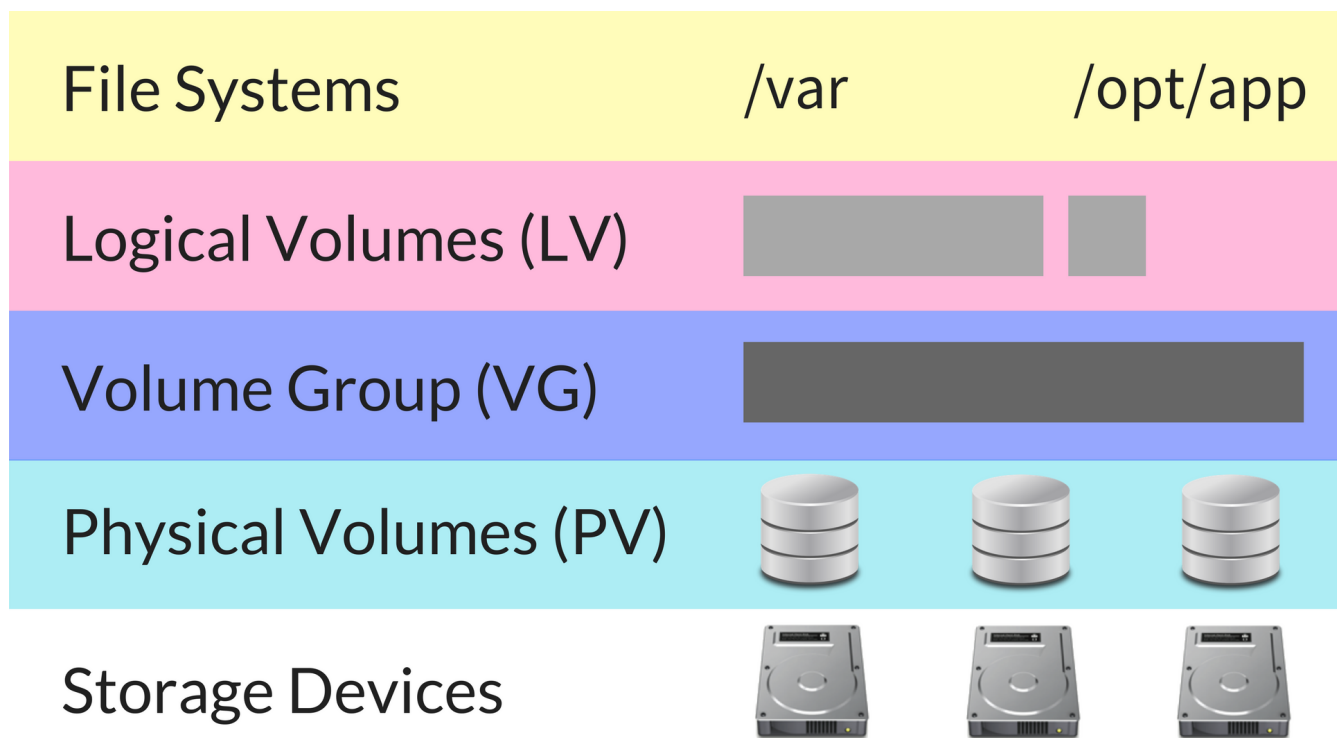 File Systems /var /opt/app
Logical Volumes (LV)
Volume Group (VG)
Physical Volumes (PV)
Storage Devices